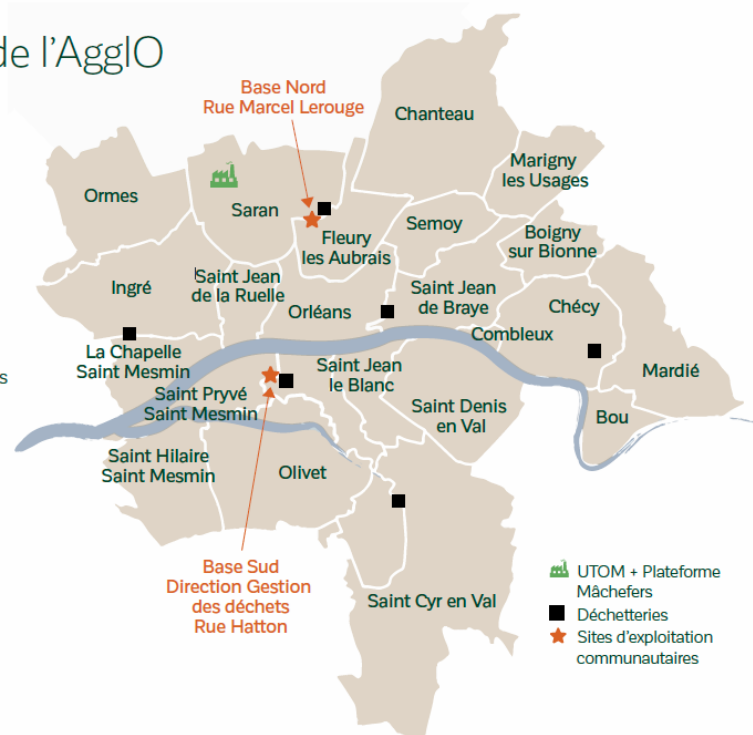 de l'AgglO
Base Nord
Rue Marcel Lerouge
Chanteau
Marigny
les Usages
Ormes
Saran
Semoy
Fleury
les Aubrais
Boigny
sur Bionne
Ingré
Saint Jean
de la Ruelle
Orléans
Saint Jean
de Braye
Chécy
Combleux
La Chapelle
Saint Mesmin
Saint Jean
le Blanc
Mardié
s
Saint Pryvé
Saint Mesmin
Saint Denis
en Val
Bou
Saint Hilaire
Saint Mesmin
Olivet
Base Sud
Direction Gestion
des déchets
Rue Hatton
Saint Cyr en Val
UTOM + Plateforme
Mâchefers
Déchetteries
Sites d'exploitation
communautaires